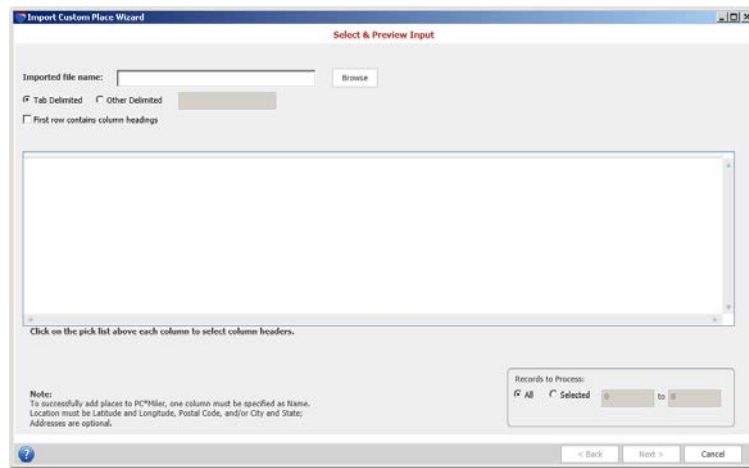 Import Custom Place Wizard
Select & Preview Input
Imported file name:
Browse
Tab Delimited Other Delimited
First row contains column headings
Click on the pick list above each column to select column headers.
Records to Process:
All Selected 0 to 0
Note:
To successfully add places to PC*Miler, one column must be specified as Name.
Location must be Latitude and Longitude, Postal Code, and/or City and State;
Addresses are optional.
? < Back Next > Cancel